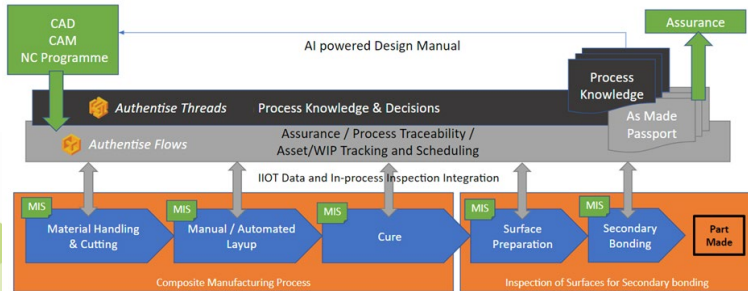 CAD
CAM
NC Programme
AI powered Design Manual
Assurance
Process
Knowledge
As Made
Passport
Authentise Threads Process Knowledge & Decisions
Authentise Flows
Assurance / Process Traceability /
Asset/WIP Tracking and Scheduling
IIOT Data and In-process Inspection Integration
MIS
Material Handling
& Cutting
MIS
Manual / Automated
Layup
MIS
Cure
MIS
Surface
Preparation
MIS
Secondary
Bonding
Part
Made
Composite Manufacturing Process
Inspection of Surfaces for Secondary bonding